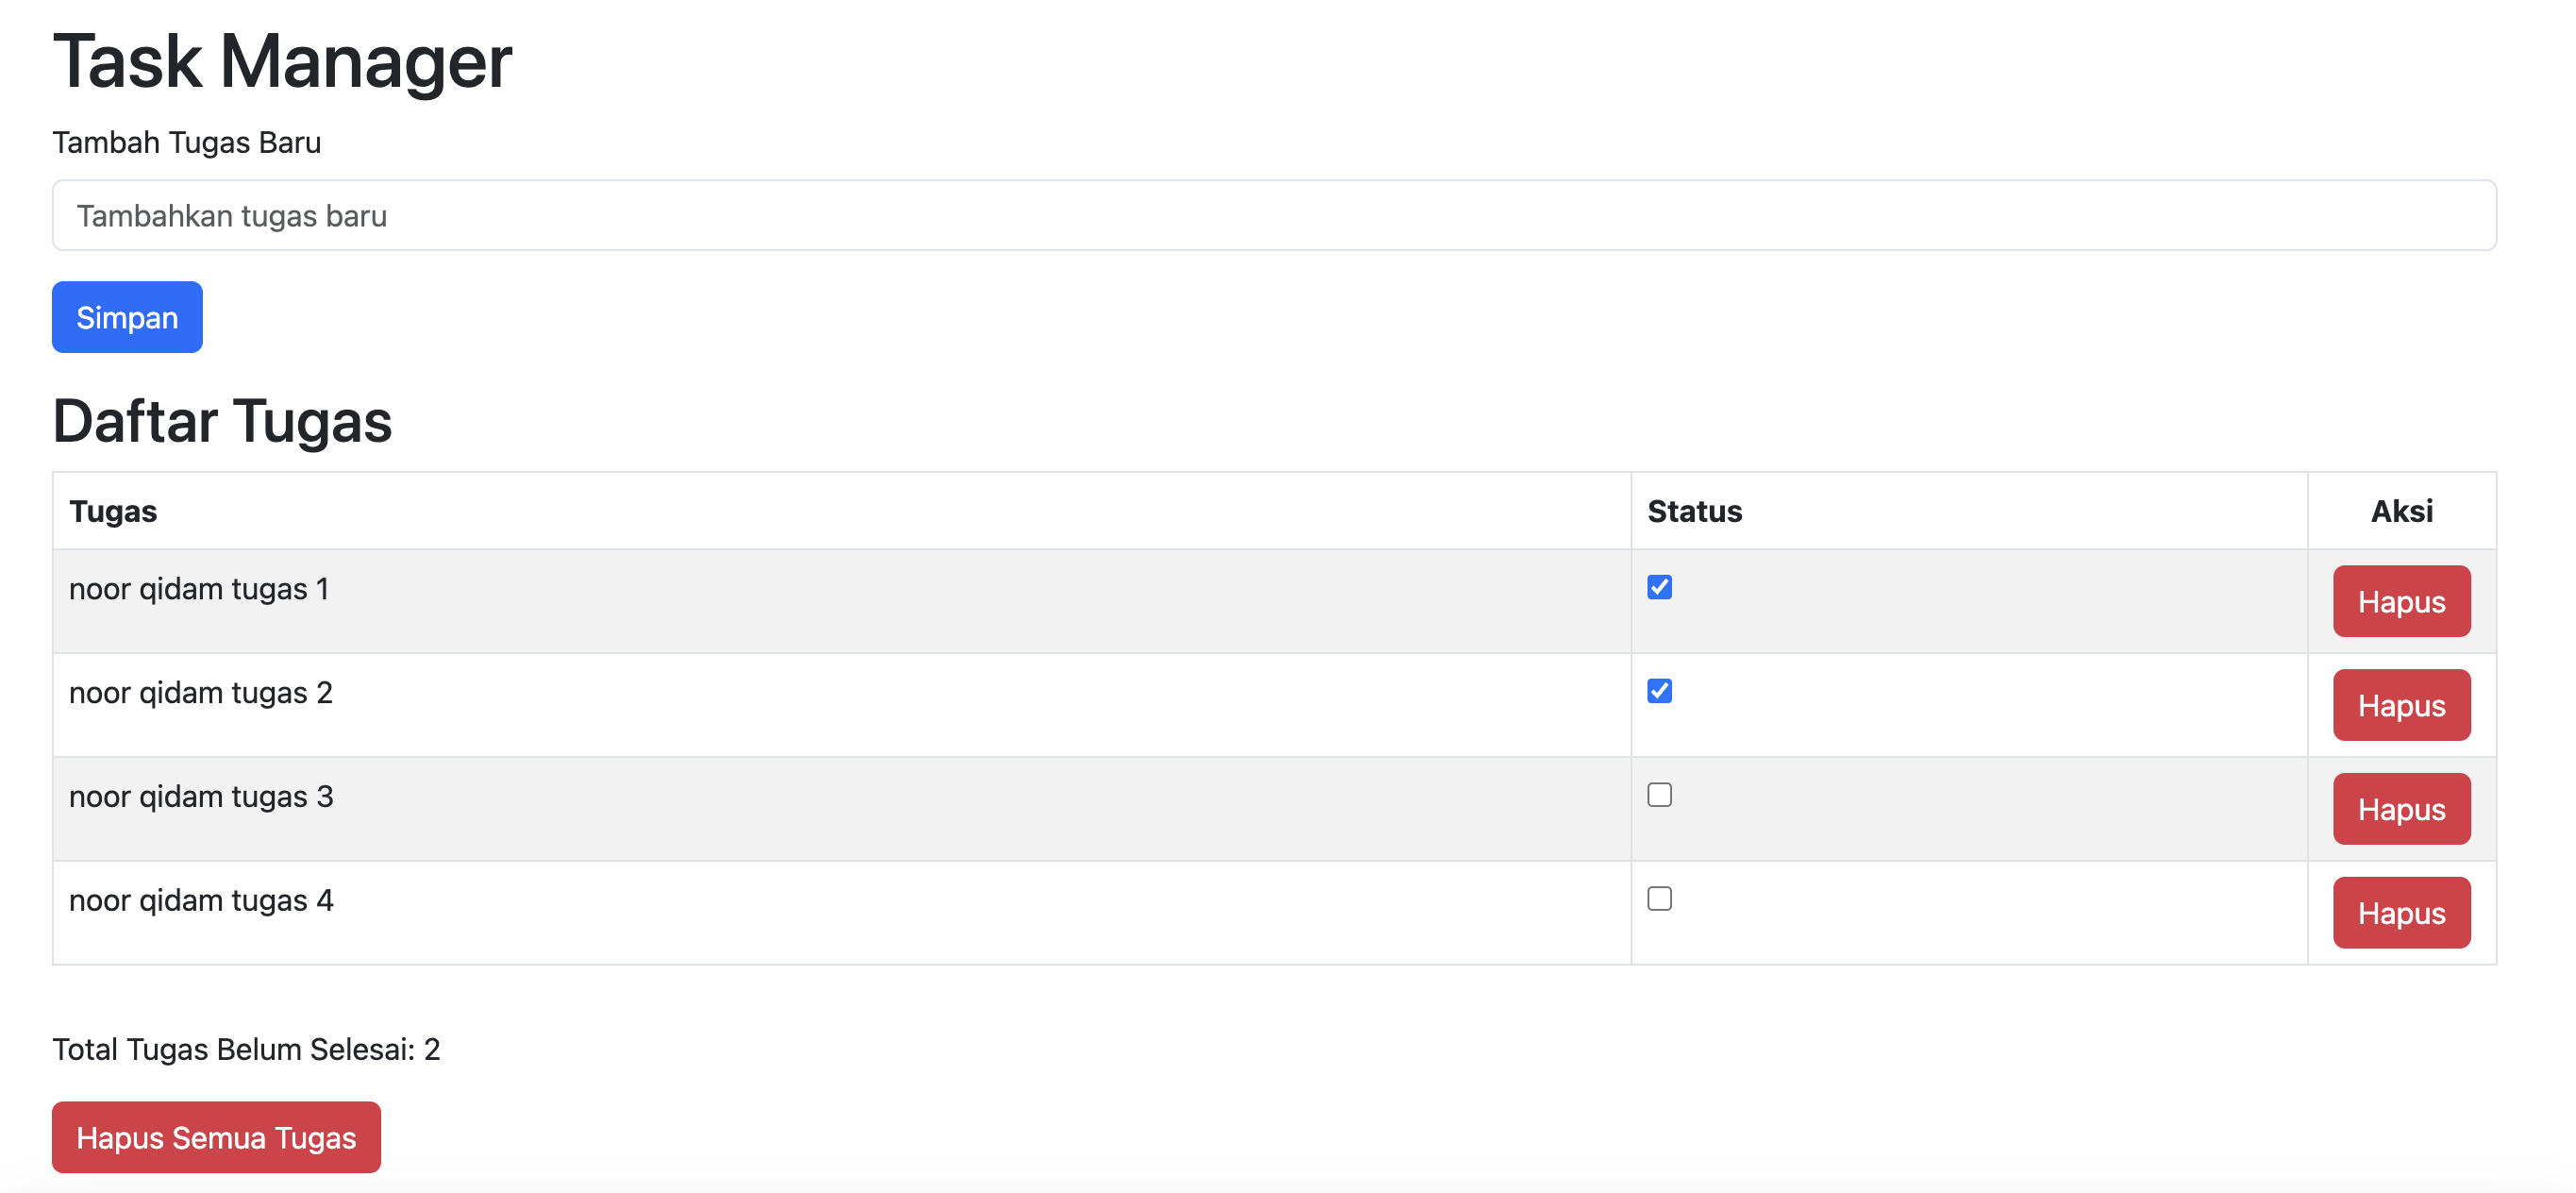 Task Manager
Tambah Tugas Baru
Tambahkan tugas baru
Simpan
Daftar Tugas
Tugas Status Aksi
noor qidam tugas 1 Hapus
noor qidam tugas 2 Hapus
noor qidam tugas 3 Hapus
noor qidam tugas 4 Hapus
Total Tugas Belum Selesai: 2
Hapus Semua Tugas